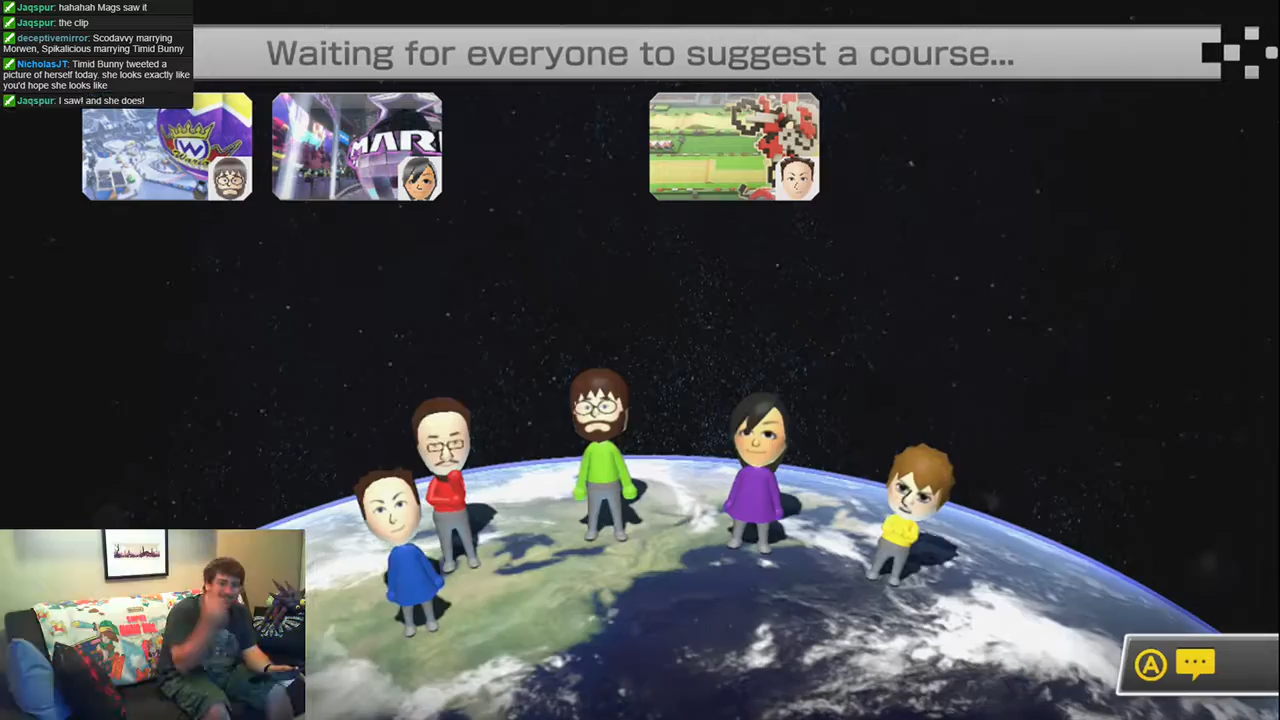 Jaqspur: hahahah Mags saw it
Jaqspur: the clip
deceptivemirror: Scodavvy marrying
Morwen, Spikalicious marrying Timid Bunny
NicholasJT: Timid Bunny tweeted a
picture of herself today. she looks exactly like
you'd hope she looks like
Jaqspur: I saw! and she does!
Waiting for everyone to suggest a course...
W
MARI
A